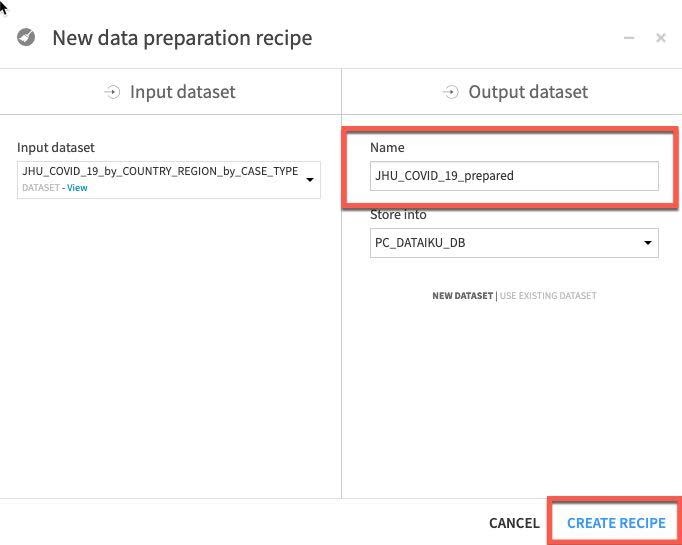 New data preparation recipe
Input dataset
Output dataset
Input dataset
JHU_COVID_19_by_COUNTRY_REGION_by_CASE_TYPE
DATASET - View
Name
JHU_COVID_19_prepared
Store into
PC_DATAIKU_DB
NEW DATASET | USE EXISTING DATASET
CANCEL
CREATE RECIPE